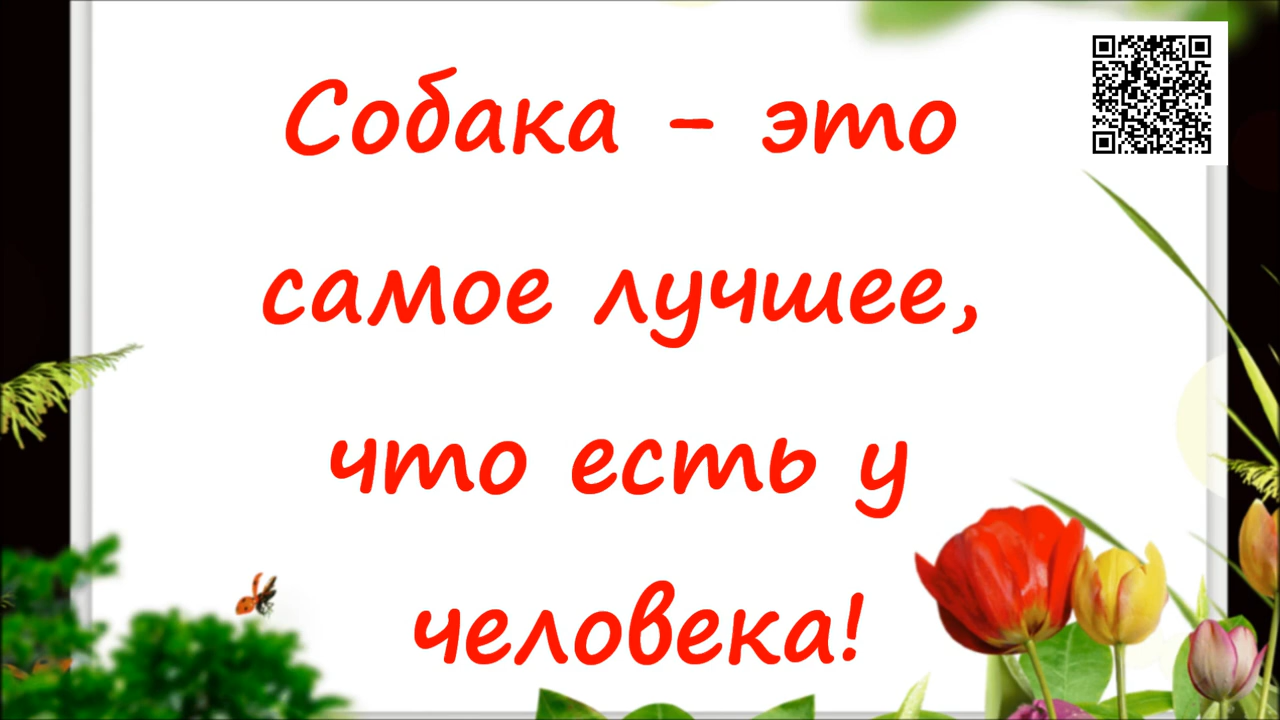 Собака - это
самое лучшее,
что есть у
человека!